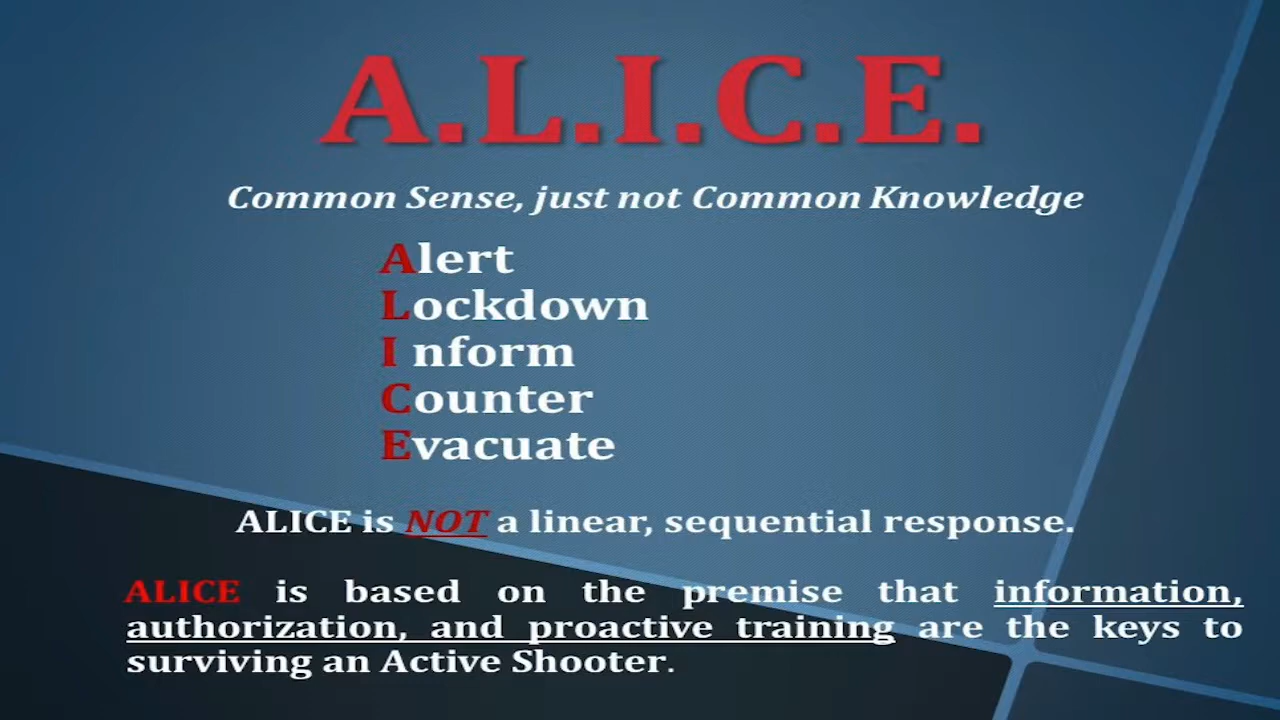 A.L.I.C.E.
Common Sense, just not Common Knowledge
Alert
Lockdown
I nform
Counter
Evacuate
ALICE is NOT a linear, sequential response.
ALICE is based on the premise that information,
authorization, and proactive training are the keys to
surviving an Active Shooter.